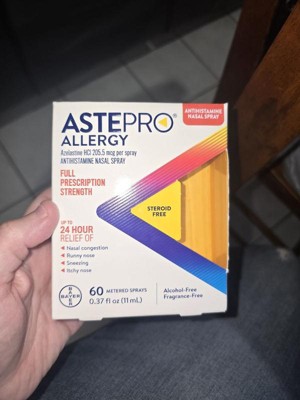 ANTIHISTAMINE
NASAL SPRAY
ASTEPRO®
ALLERGY
Azelastine HCl 205.5 mcg per spray
ANTIHISTAMINE NASAL SPRAY
FULL
PRESCRIPTION
STRENGTH
STEROID
FREE
UP TO
24 HOUR
RELIEF OF
Nasal congestion
Runny nose
Sneezing
Itchy nose
BAYER
BAYER
60 METERED SPRAYS
0.37 fl oz (11 mL)
Alcohol-Free
Fragrance-Free